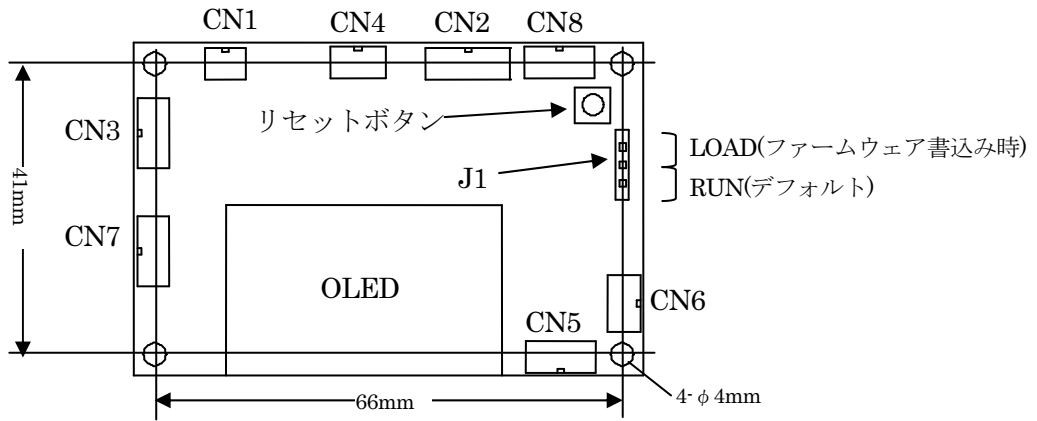 CN1
CN4
CN2
CN8
リセットボタン
CN3
LOAD(ファームウェア書込み時)
J1
RUN(デフォルト)
41mm
CN7
OLED
CN6
CN5
66mm
4-φ4mm